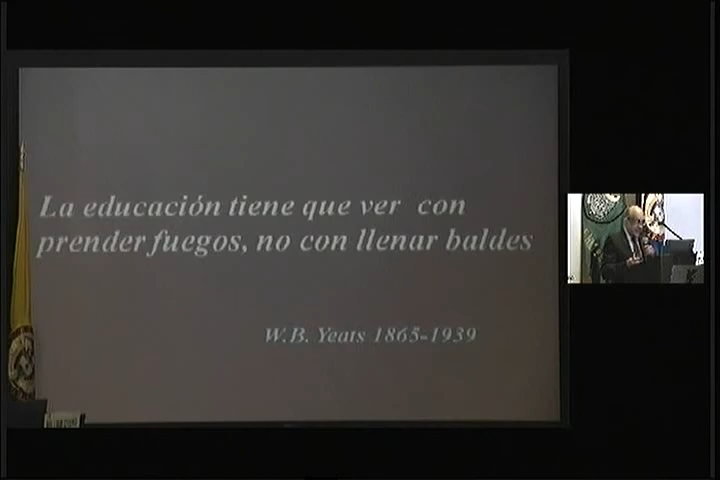 La educación tiene que ver con
prender fuegos, no con llenar baldes
W.B. Yeats 1865-1939